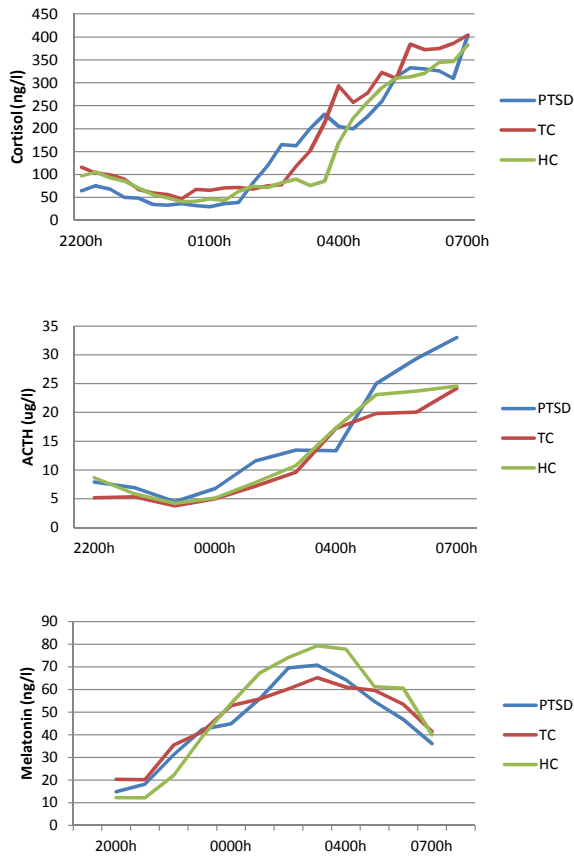 450
400
350
300
250
200
150
100
50
0
Cortisol (ng/l)
2200h 0100h 0400h 0700h
PTSD
TC
HC
35
30
25
20
15
10
5
0
ACTH (ug/l)
2200h 0000h 0400h 0700h
PTSD
TC
HC
90
80
70
60
50
40
30
20
10
0
Melatonin (ng/l)
2000h 0000h 0400h 0700h
PTSD
TC
HC